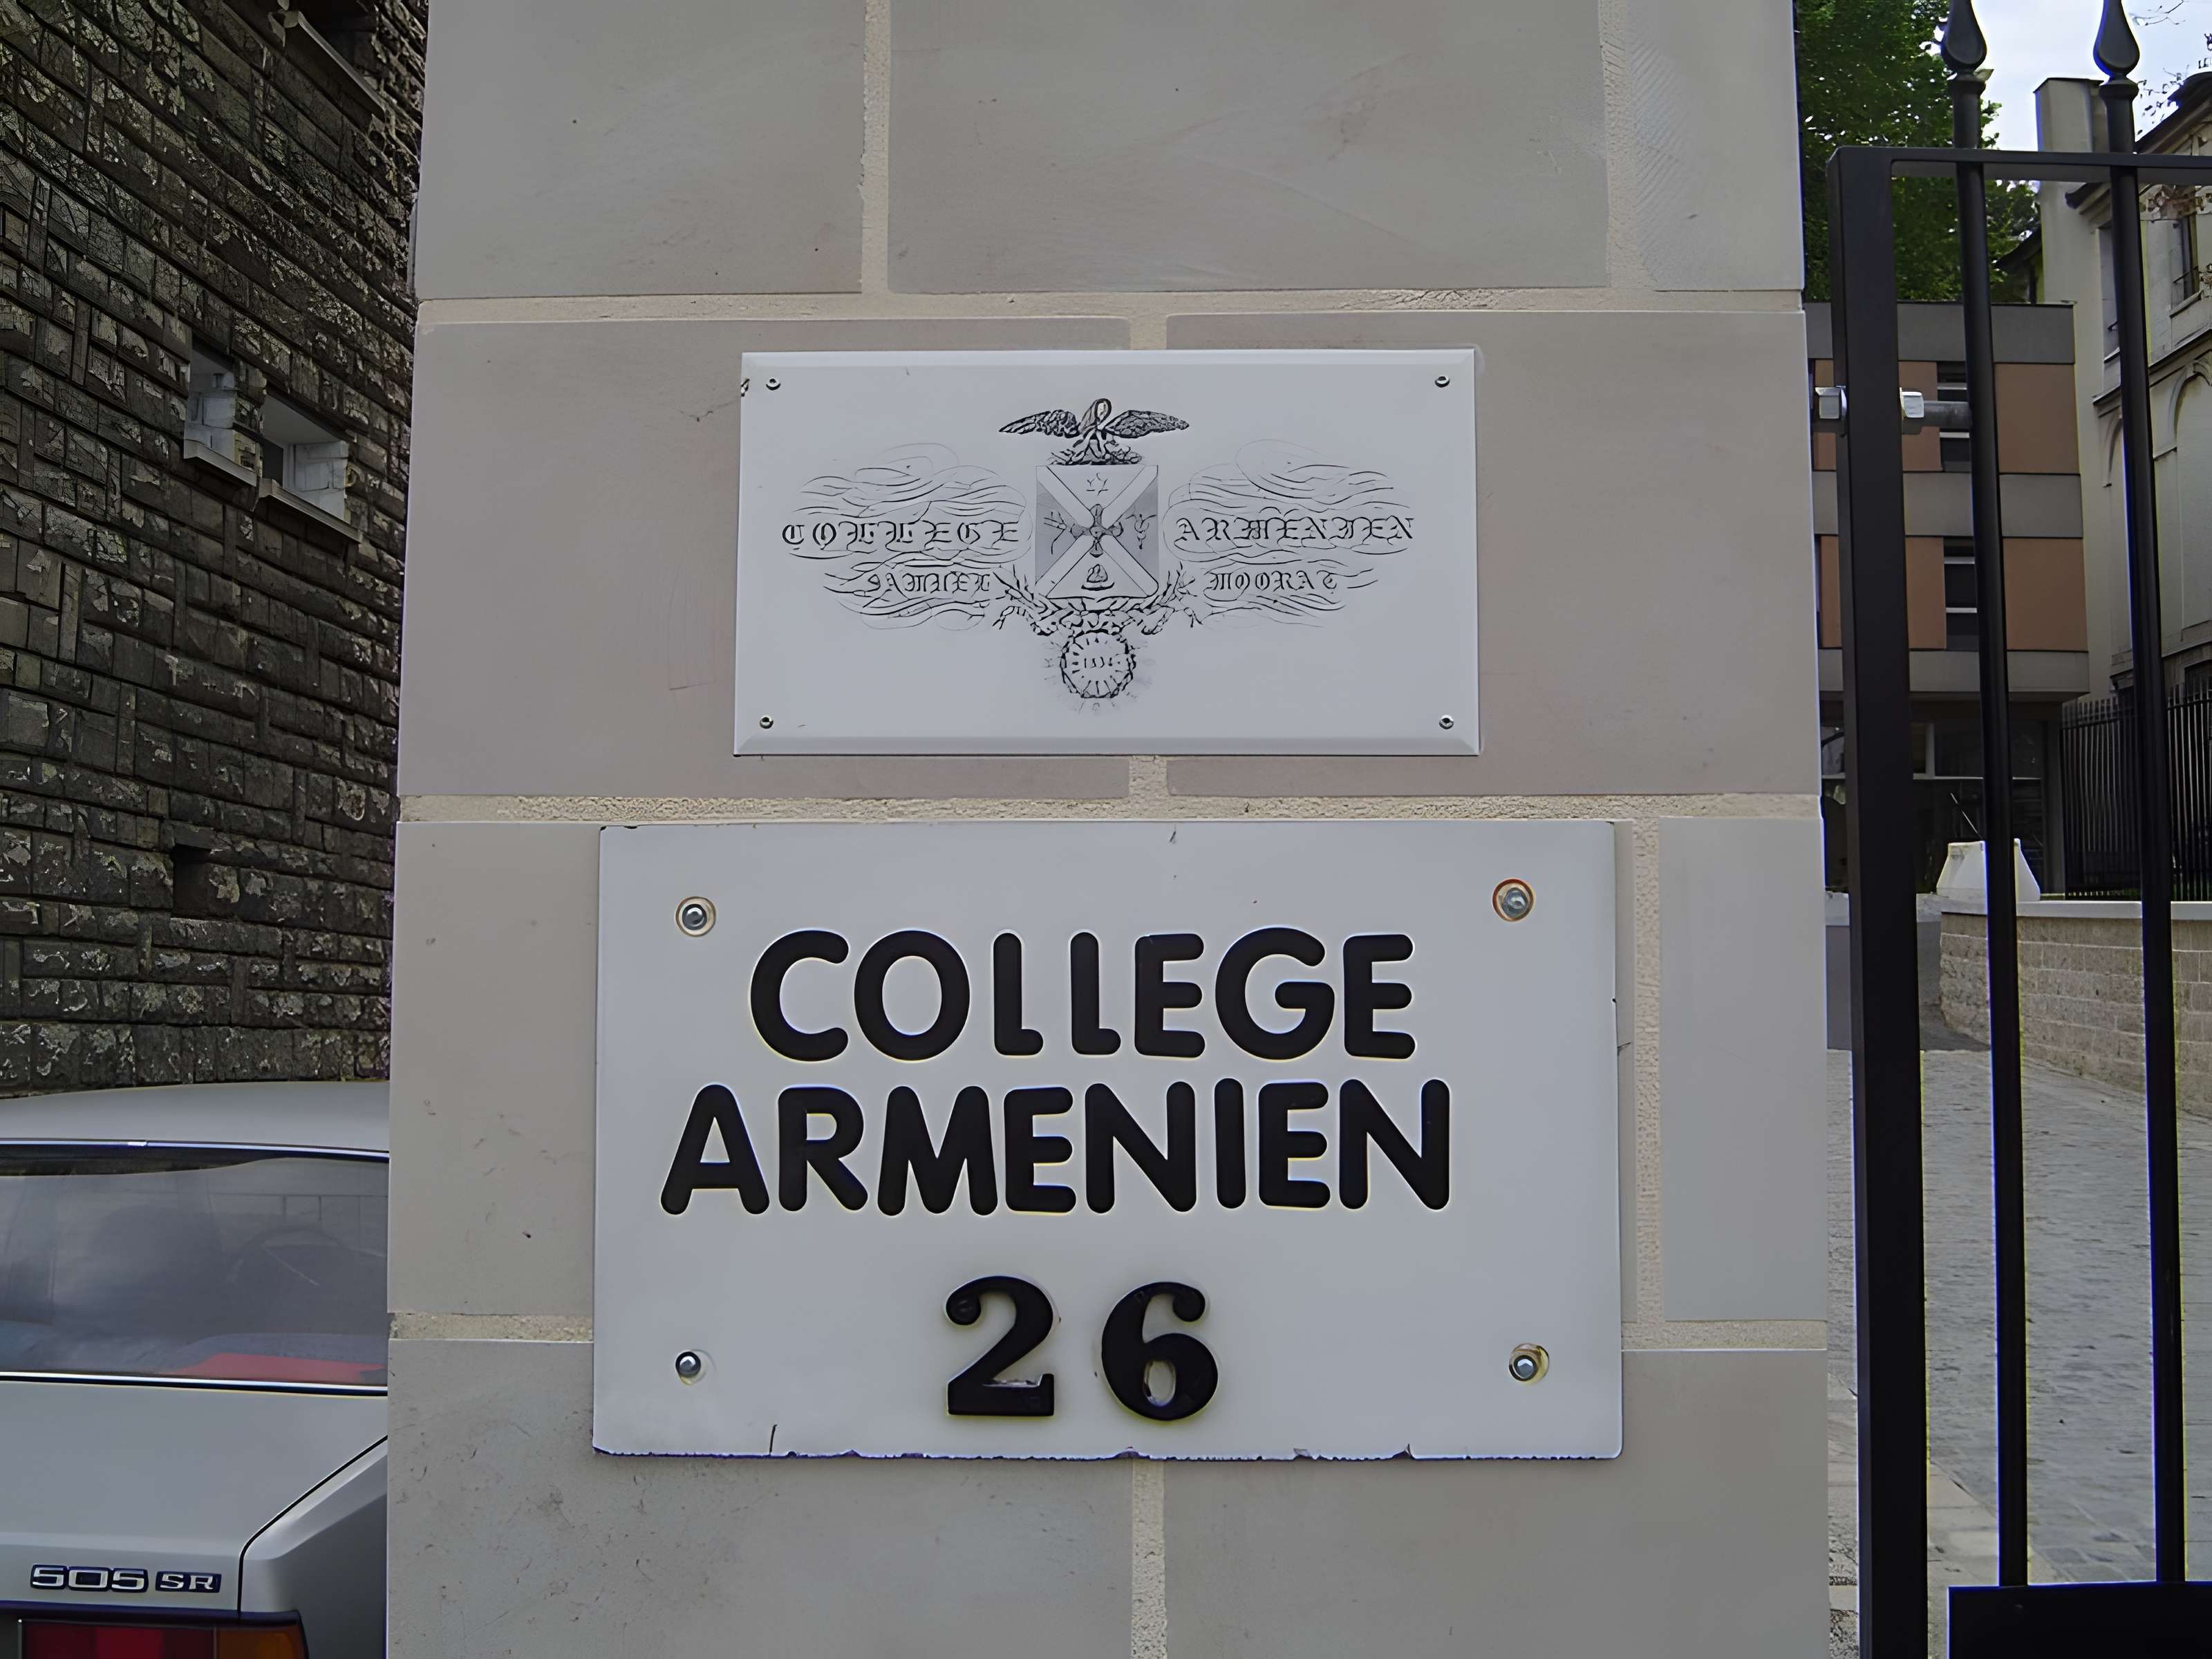 COLLEGE ARMENIEN
SAMUEL MOORAT
COLLEGE
ARMENIEN
26
505 SR